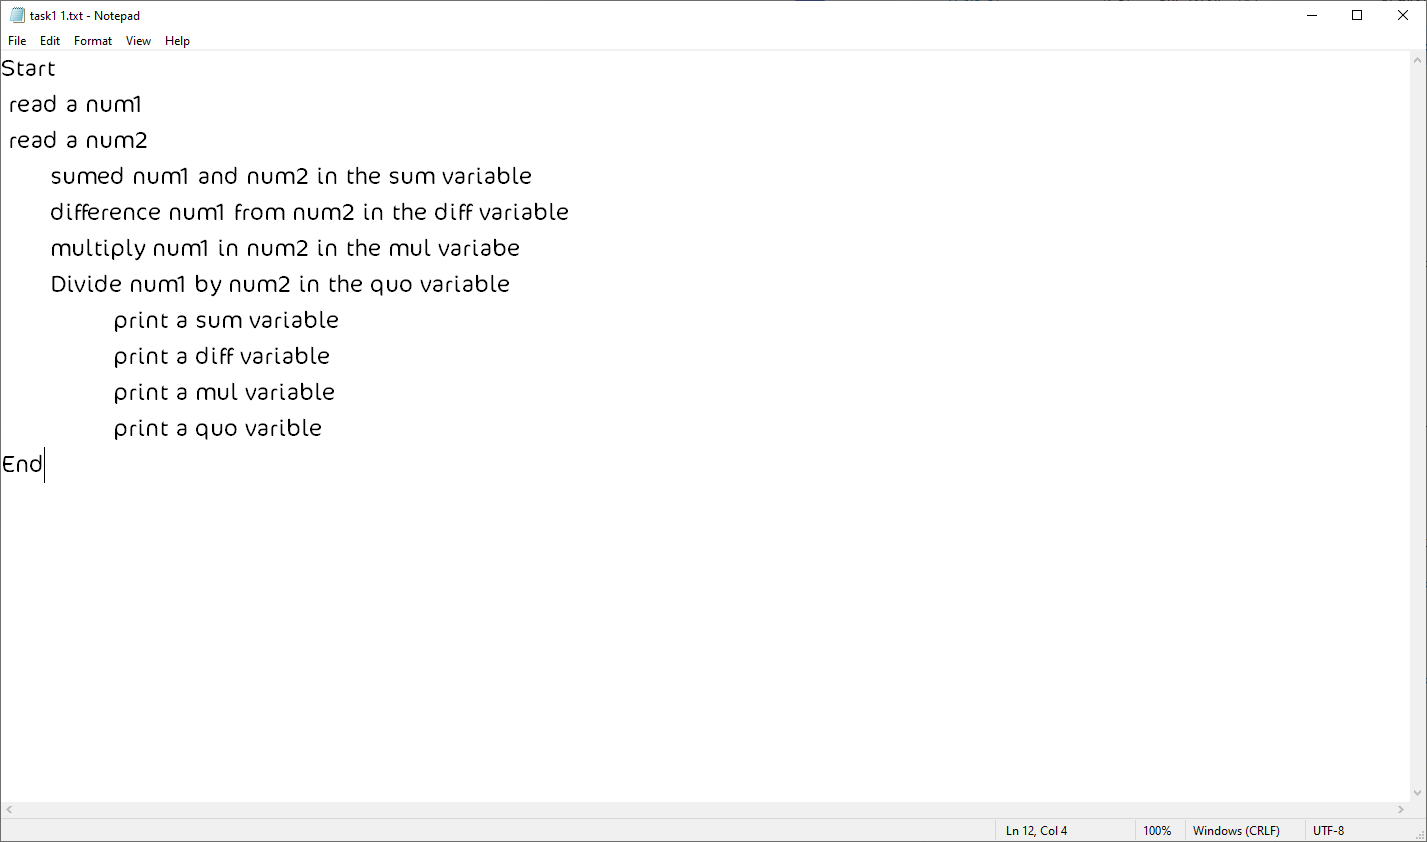 task1 1.txt - Notepad
File Edit Format View Help
Start
read a num1
read a num2
sumed num1 and num2 in the sum variable
difference num1 from num2 in the diff variable
multiply num1 in num2 in the mul variabe
Divide num1 by num2 in the quo variable
print a sum variable
print a diff variable
print a mul variable
print a quo varible
End
Ln 12, Col 4 100% Windows (CRLF) UTF-8